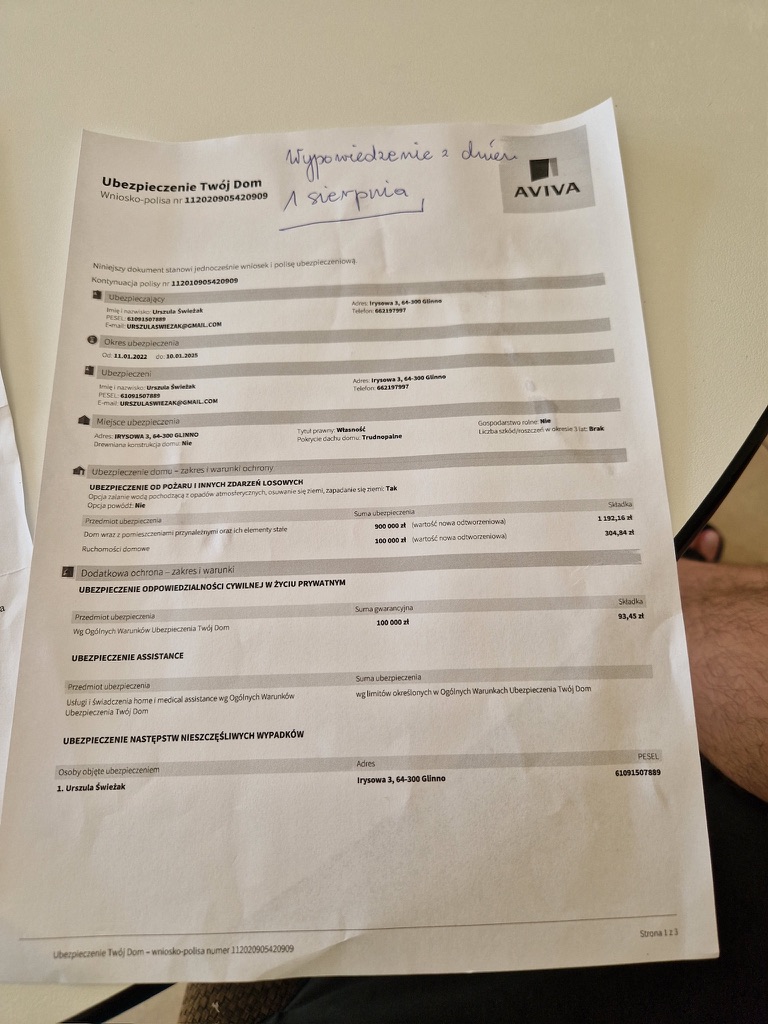 Wypowiedzenie z dniem
1 sierpnia
AVIVA
Ubezpieczenie Twój Dom
Wniosko-polisa nr 112020905420909
Niniejszy dokument stanowi jednocześnie wniosek i polisę ubezpieczeniową.
Kontynuacja polisy nr 112010905420909
Ubezpieczający
Imię i nazwisko: Urszula Świeżak Adres: Irysowa 3, 64-300 Glinno
PESEL: 61091507889 Telefon: 662197997
E-mail: URSZULASWIEZAK@GMAIL.COM
Okres ubezpieczenia
Od: 11.01.2022 do: 10.01.2025
Ubezpieczeni
Imię i nazwisko: Urszula Świeżak Adres: Irysowa 3, 64-300 Glinno
PESEL: 61091507889 Telefon: 662197997
E-mail: URSZULASWIEZAK@GMAIL.COM
Miejsce ubezpieczenia
Adres: IRYSOWA 3, 64-300 GLINNO Tytuł prawny: Własność Gospodarstwo rolne: Nie
Drewniana konstrukcja domu: Nie Pokrycie dachu domu: Trudnopalne Liczba szkód/roszczeń w okresie 3 lat: Brak
Ubezpieczenie domu – zakres i warunki ochrony
UBEZPIECZENIE OD POŻARU I INNYCH ZDARZEŃ LOSOWYCH
Opcja zalanie wodą pochodzącą z opadów atmosferycznych, osuwanie się ziemi, zapadanie się ziemi: Tak
Opcja powódź: Nie
Przedmiot ubezpieczenia Suma ubezpieczenia Składka
Dom wraz z pomieszczeniami przynależnymi oraz ich elementy stałe 900 000 zł (wartość nowa odtworzeniowa) 1 192,16 zł
Ruchomości domowe 100 000 zł (wartość nowa odtworzeniowa) 304,84 zł
Dodatkowa ochrona – zakres i warunki
UBEZPIECZENIE ODPOWIEDZIALNOŚCI CYWILNEJ W ŻYCIU PRYWATNYM
Przedmiot ubezpieczenia Suma gwarancyjna Składka
Wg Ogólnych Warunków Ubezpieczenia Twój Dom 100 000 zł 93,45 zł
UBEZPIECZENIE ASSISTANCE
Przedmiot ubezpieczenia Suma ubezpieczenia
Usługi i świadczenia home i medical assistance wg Ogólnych Warunków wg limitów określonych w Ogólnych Warunkach Ubezpieczenia Twój Dom
Ubezpieczenia Twój Dom
UBEZPIECZENIE NASTĘPSTW NIESZCZĘŚLIWYCH WYPADKÓW
Osoby objęte ubezpieczeniem Adres PESEL
1. Urszula Świeżak Irysowa 3, 64-300 Glinno 61091507889
Ubezpieczenie Twój Dom – wniosko-polisa numer 112020905420909 Strona 1 z 3